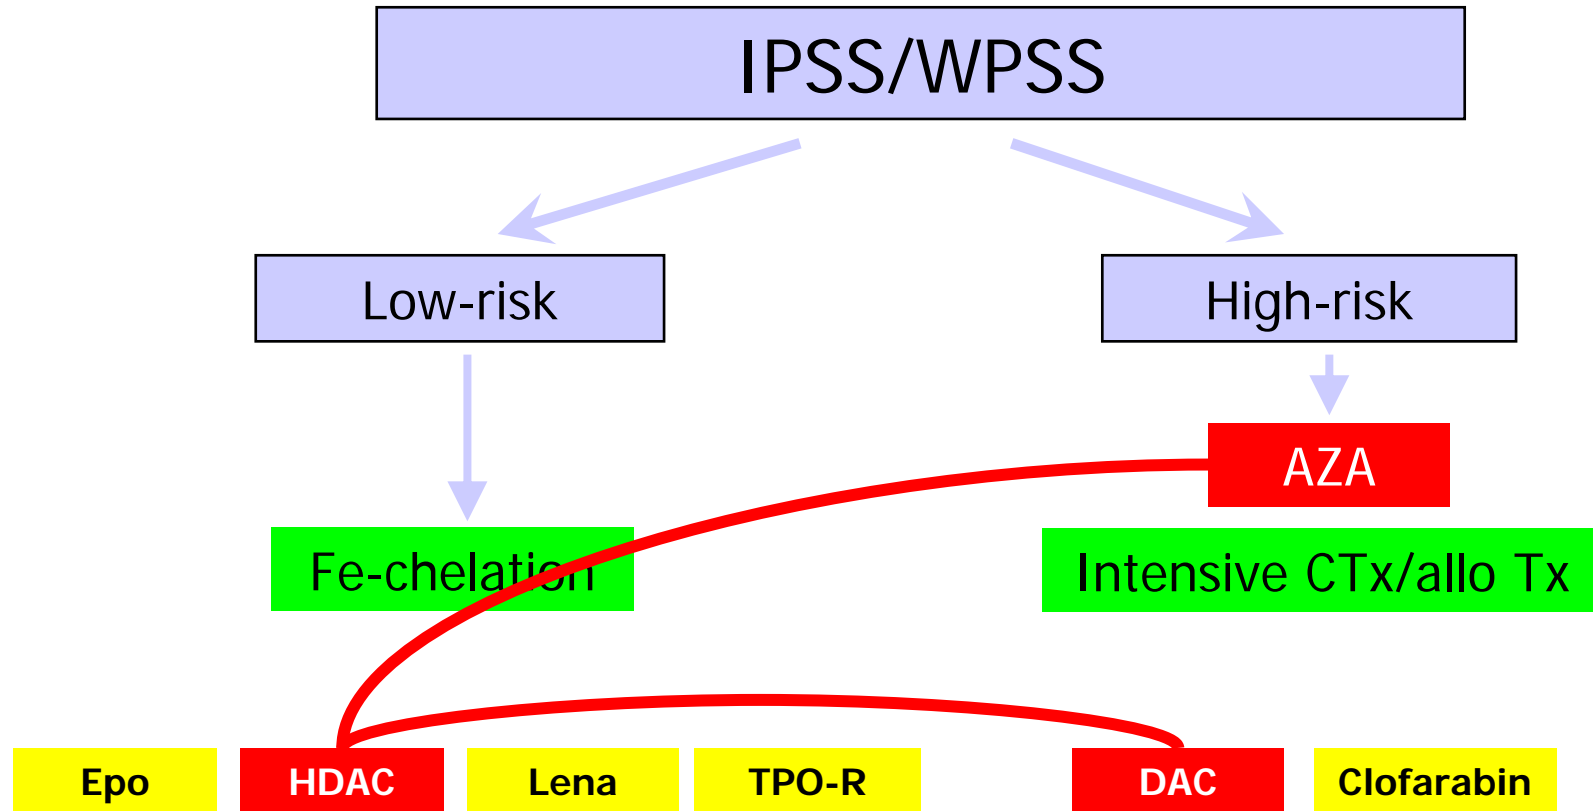 IPSS/WPSS
Low-risk
High-risk
AZA
Fe-chelation
Intensive CTx/allo Tx
Epo
HDAC
Lena
TPO-R
DAC
Clofarabin